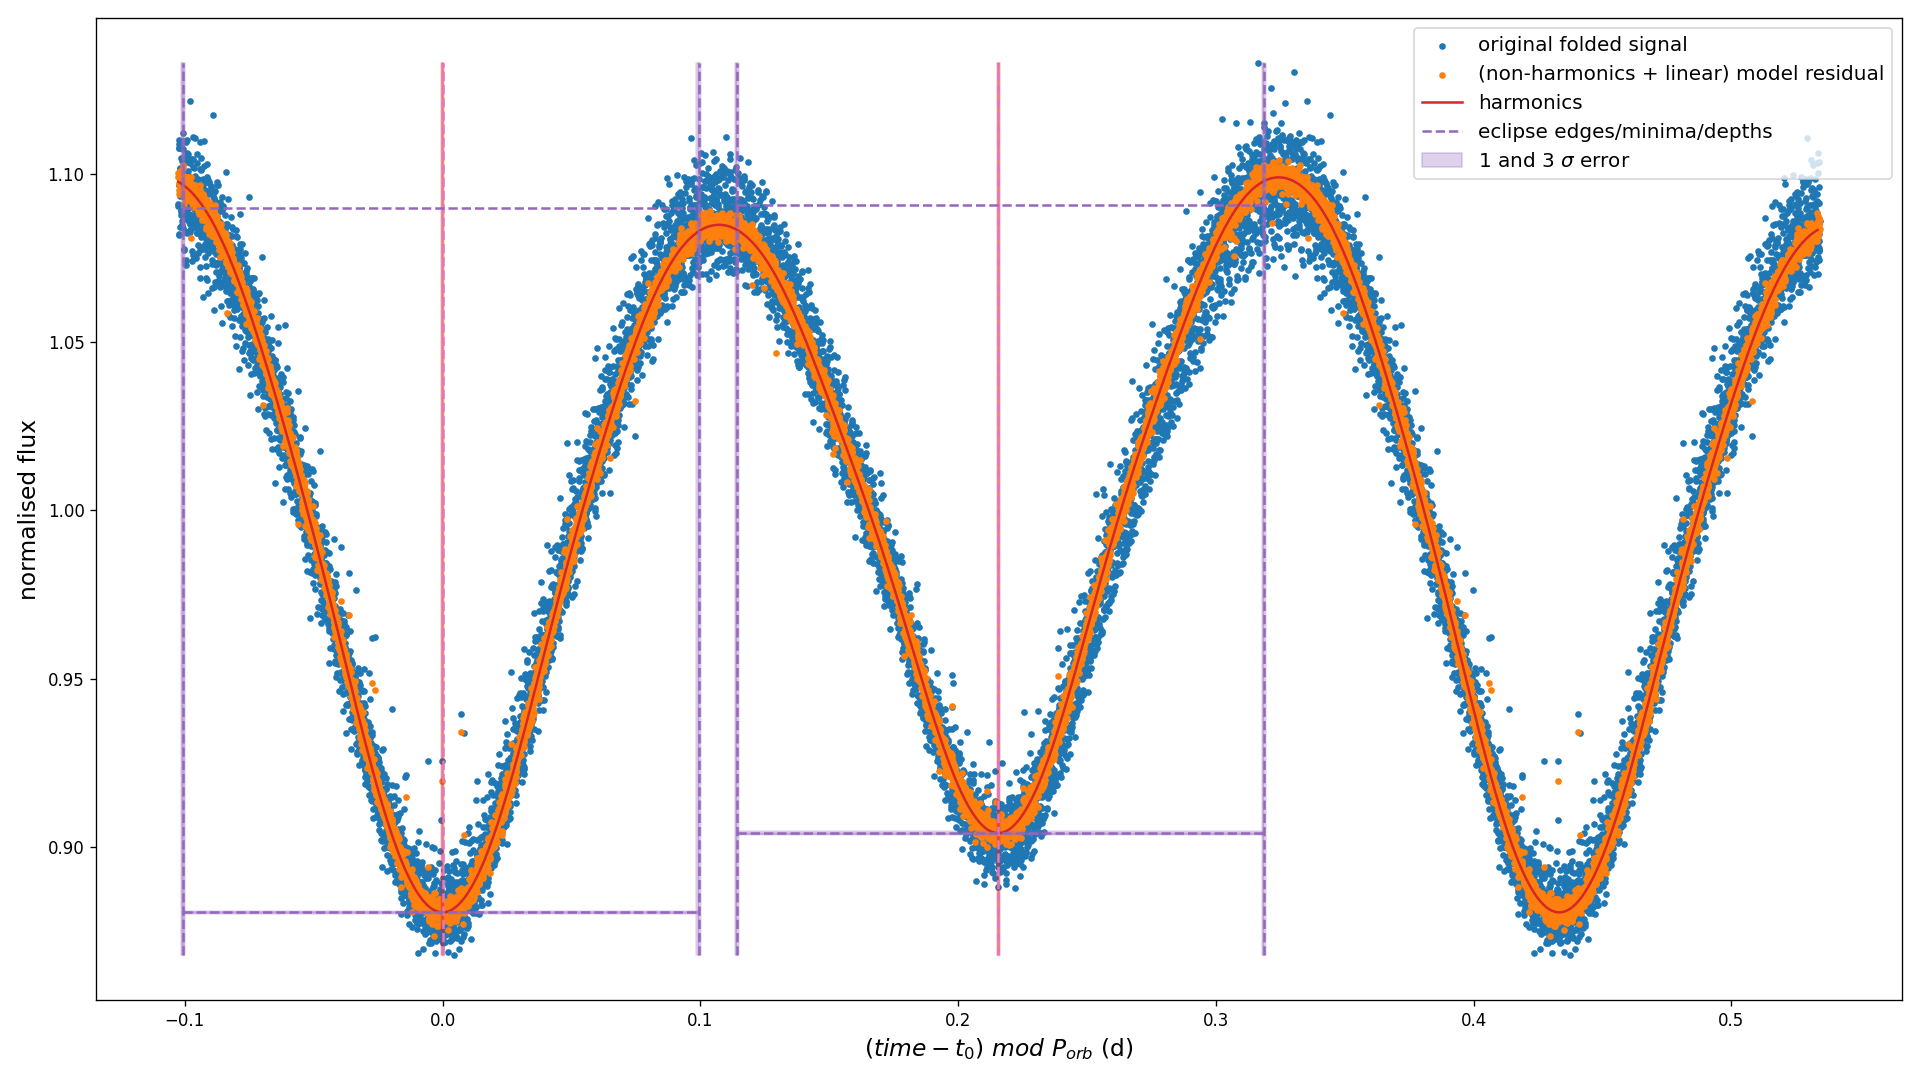 original folded signal
(non-harmonics + linear) model residual
harmonics
eclipse edges/minima/depths
1 and 3 σ error
normalised flux
1.10
1.05
1.00
0.95
0.90
−0.1
0.0
0.1
0.2
0.3
0.4
0.5
(time − t₀) mod Pₒᵣb (d)